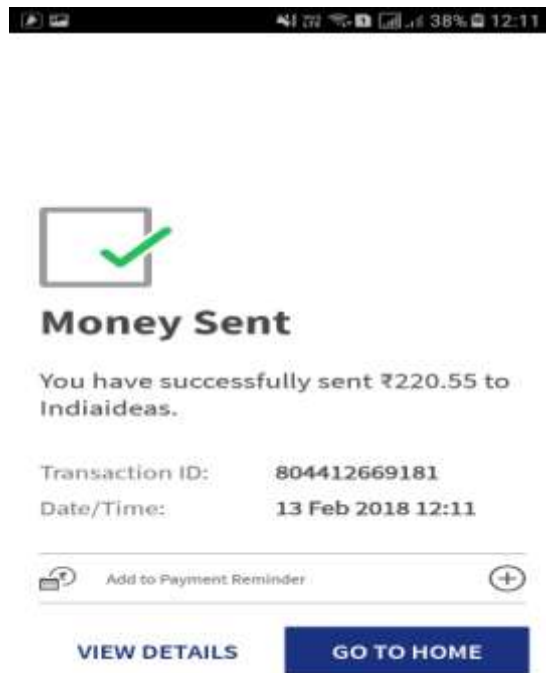 38% 12:11
Money Sent
You have successfully sent ₹220.55 to
Indiaideas.
Transaction ID: 804412669181
Date/Time: 13 Feb 2018 12:11
Add to Payment Reminder
VIEW DETAILS GO TO HOME